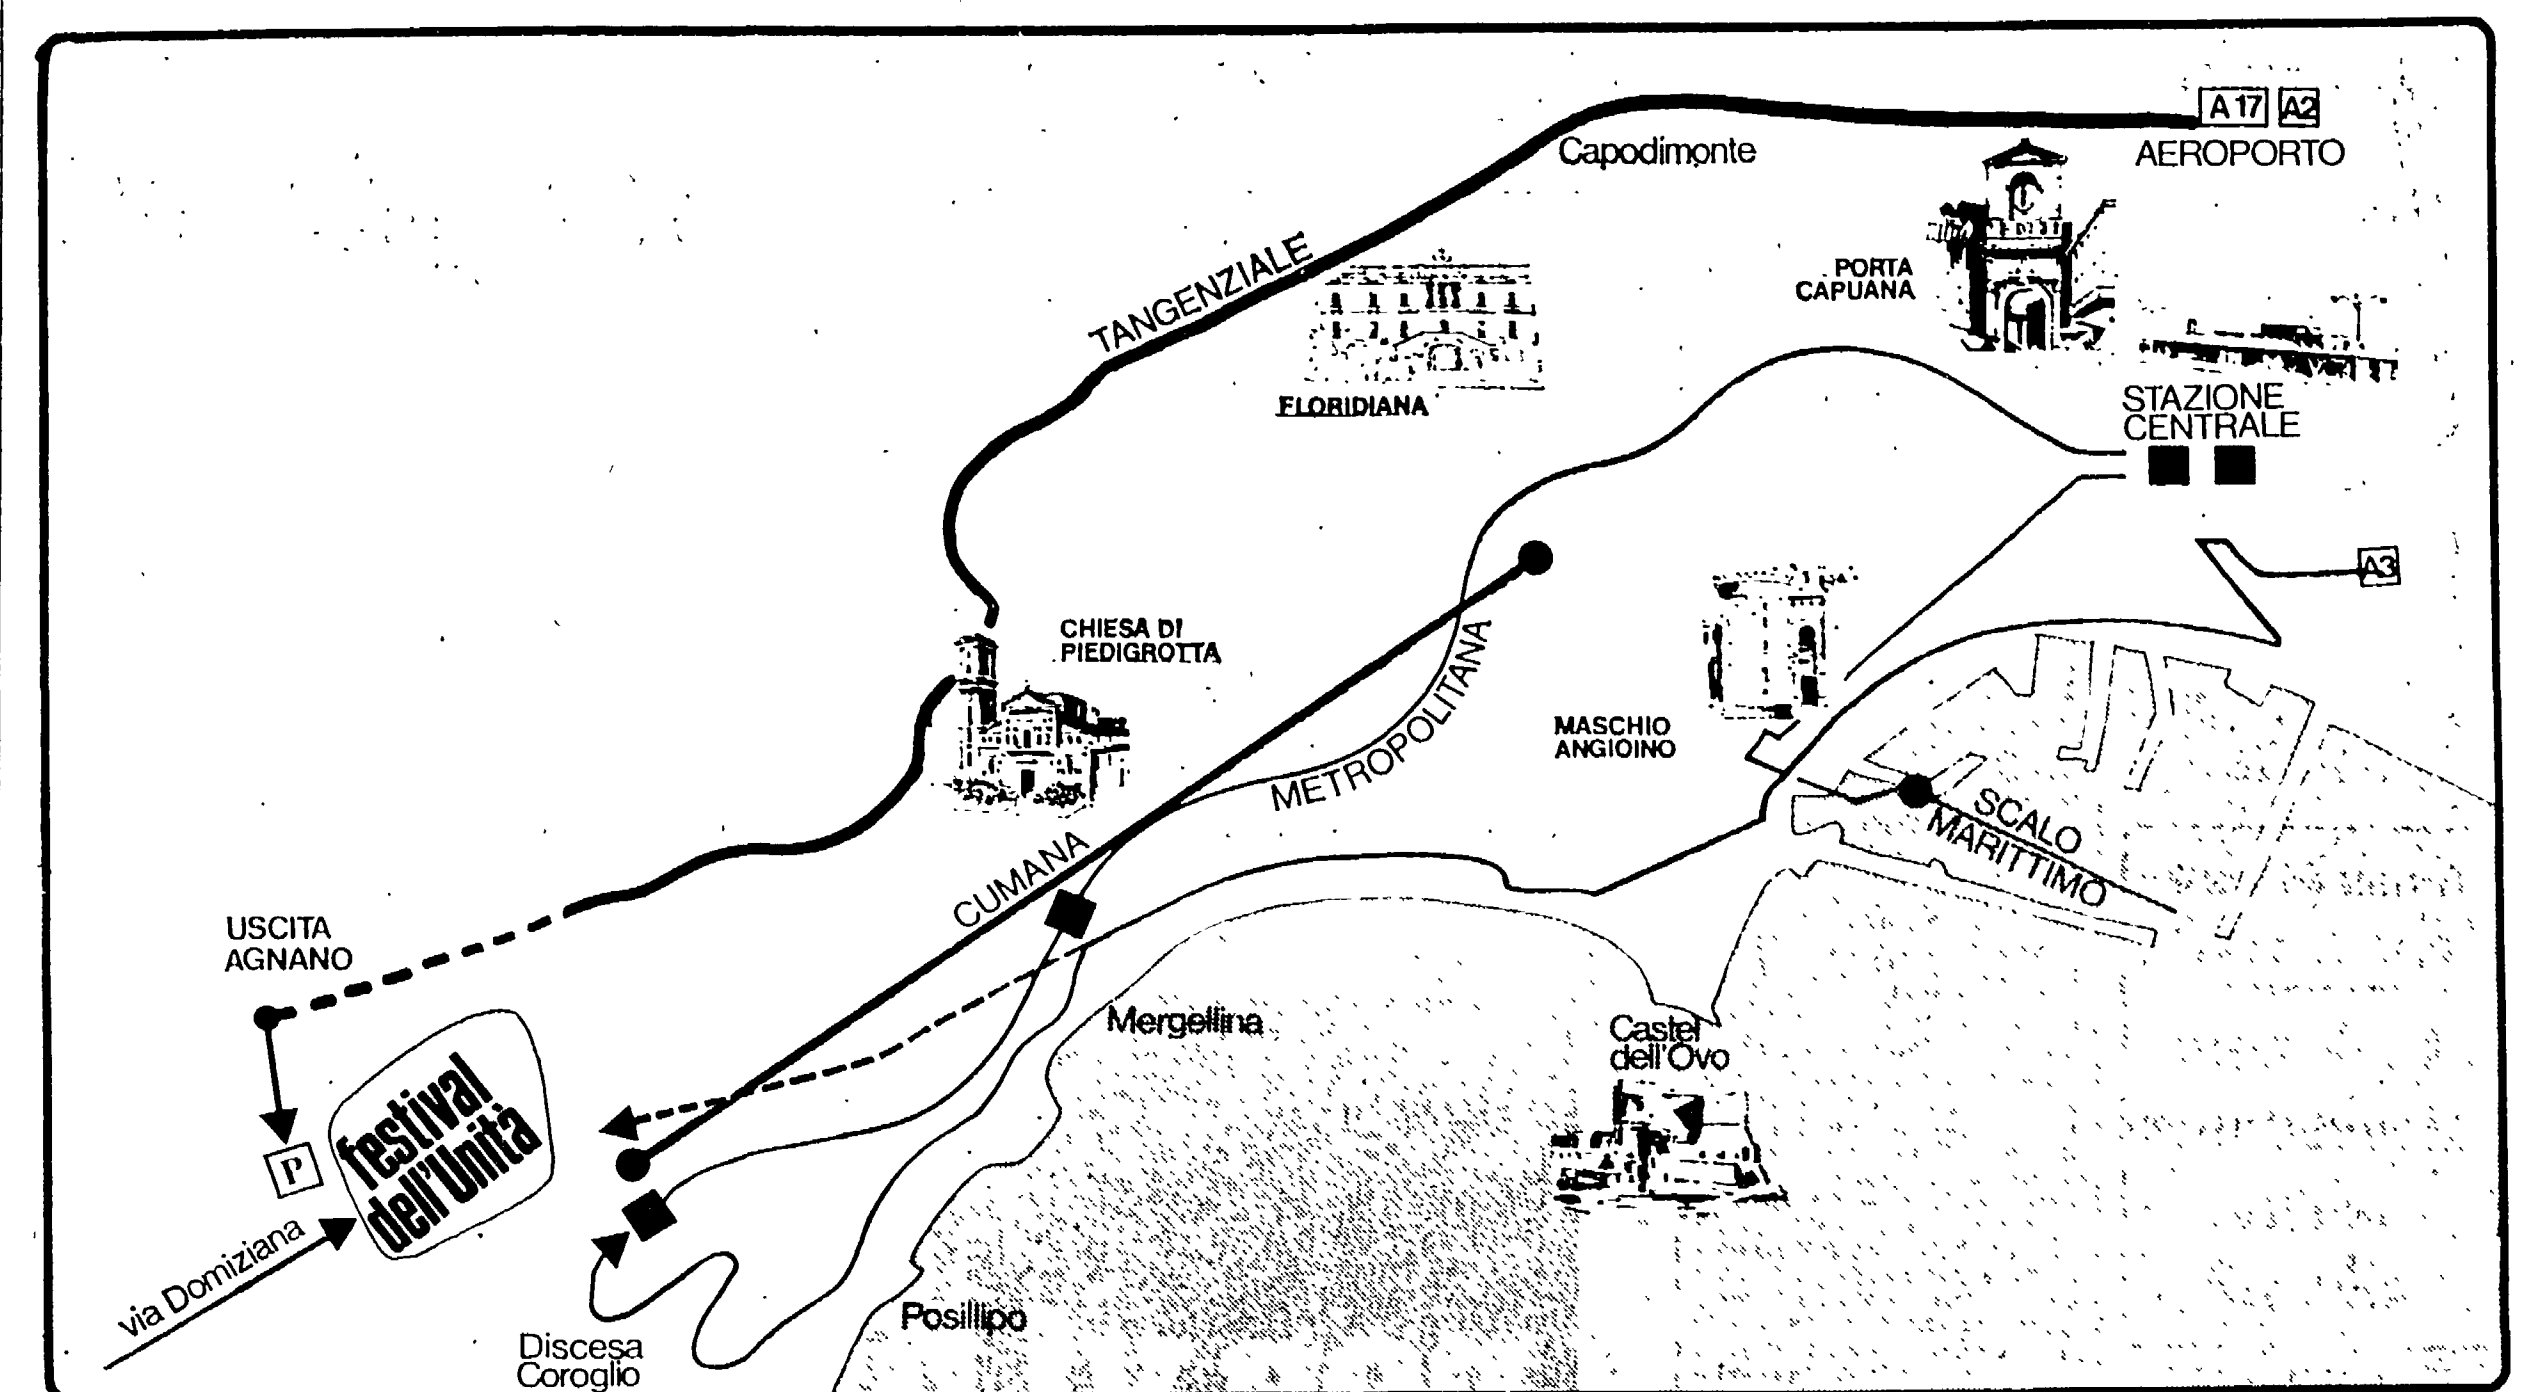 A 17 A2
AEROPORTO
Capodimonte
TANGENZIALE
PORTA
CAPUANA
FLORIDIANA
STAZIONE
CENTRALE
A3
CHIESA DI
PIEDIGROTTA
METROPOLITANA
MASCHIO
ANGIOINO
SCALO
MARITTIMO
CUMANA
USCITA
AGNANO
Mergellina
Castel
dell'Ovo
festival
dell'Unità
P
via Domiziana
Posillipo
Discesa
Coroglio